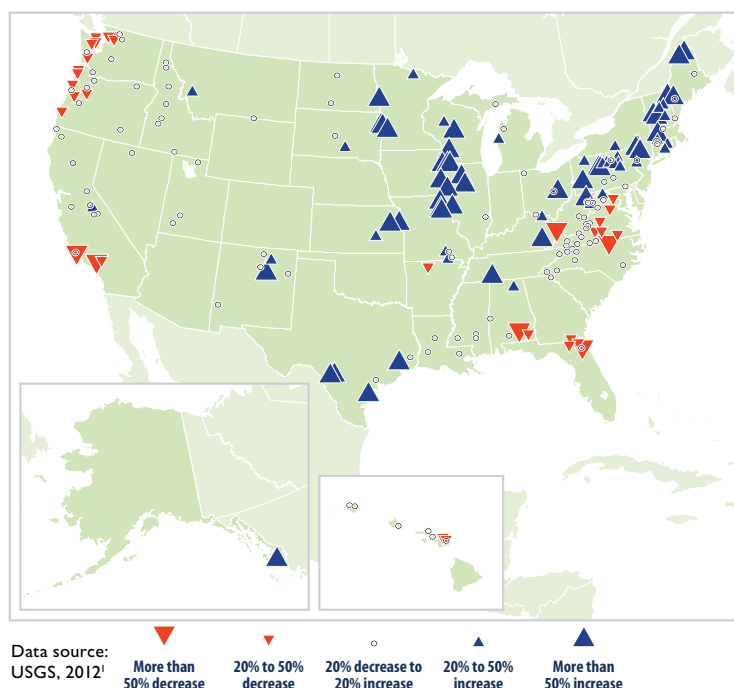 Data source:
USGS, 2012¹
More than
50% decrease
20% to 50%
decrease
20% decrease to
20% increase
20% to 50%
increase
More than
50% increase